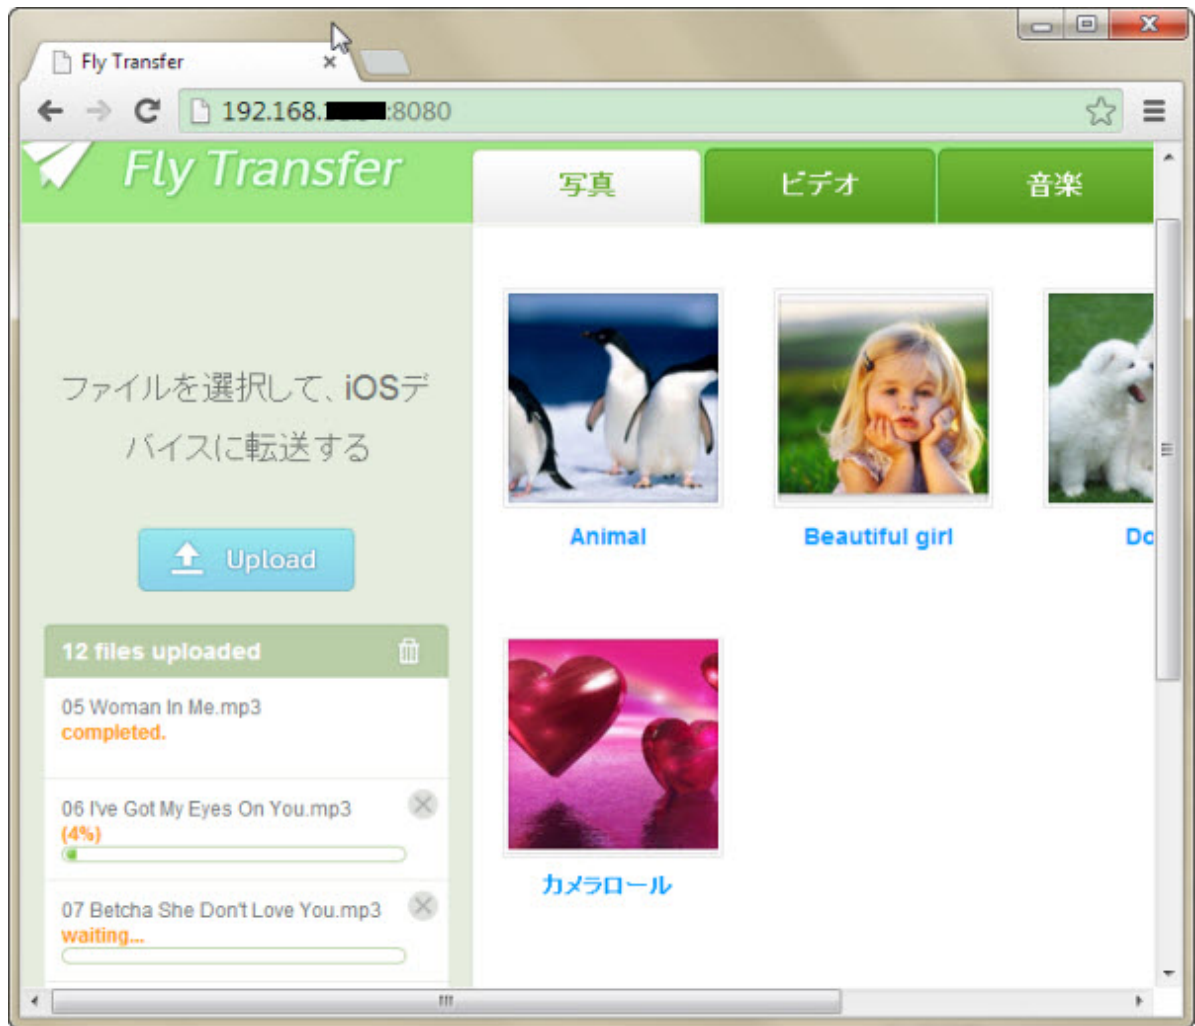 Fly Transfer
192.168.1 :8080
Fly Transfer
写真
ビデオ
音楽
ファイルを選択して、iOSデ
バイスに転送する
Upload
12 files uploaded
05 Woman In Me.mp3
completed.
06 I've Got My Eyes On You.mp3
(4%)
07 Betcha She Don't Love You.mp3
waiting...
Animal
Beautiful girl
Do
カメラロール